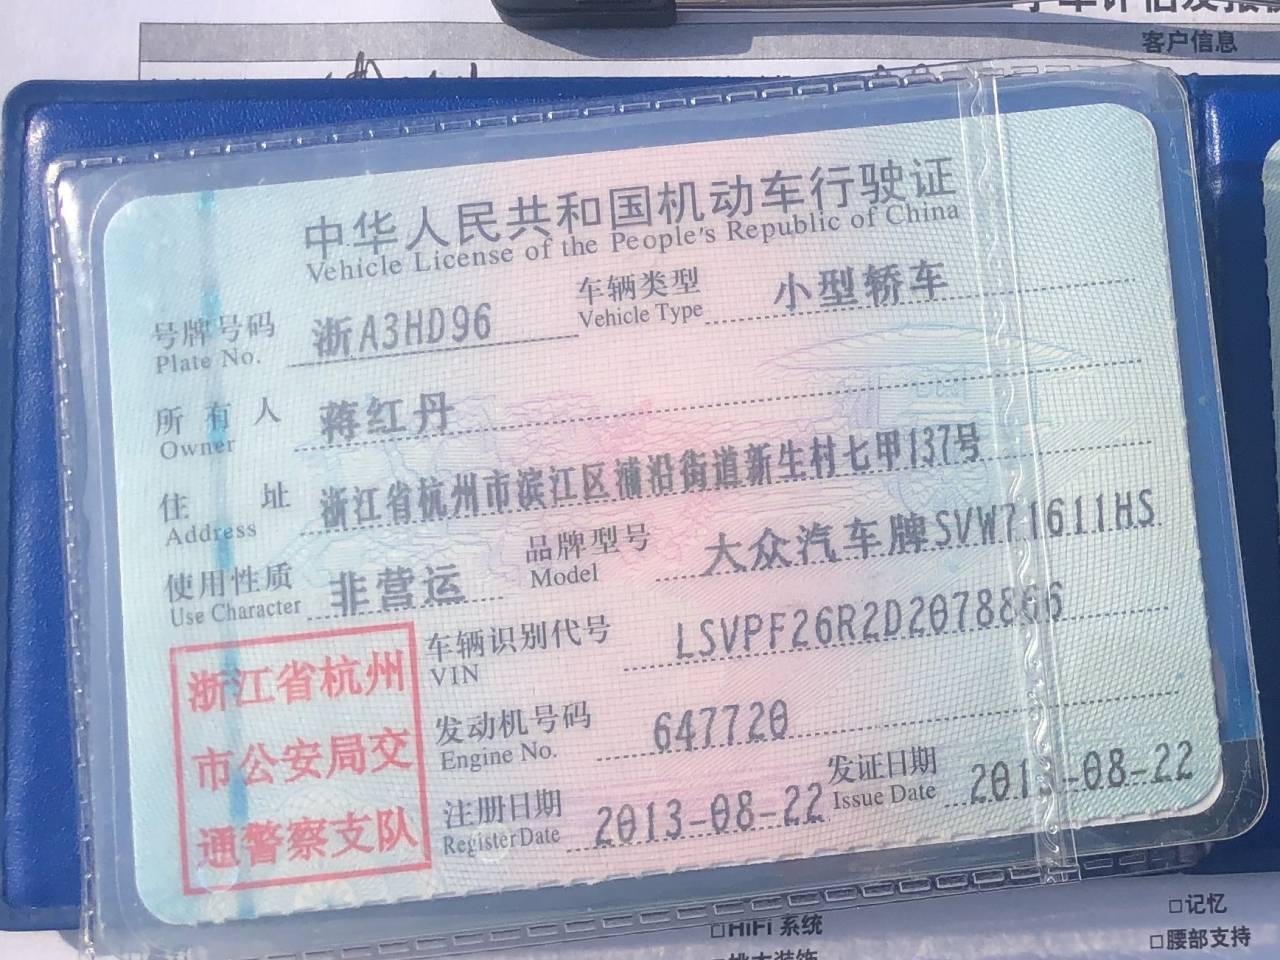 客户信息
中华人民共和国机动车行驶证
Vehicle License of the People's Republic of China
号牌号码 浙A3HD96 车辆类型 小型轿车
Plate No. Vehicle Type
所有人 蒋红丹
Owner
住址 浙江省杭州市滨江区浦沿街道新生村七甲137号
Address
使用性质 非营运 品牌型号 大众汽车牌SVW71611HS
Use Character Model
浙江省杭州
市公安局交
通警察支队
车辆识别代号 LSVPF26R2D2078866
VIN
发动机号码 647720
Engine No.
注册日期 2013-08-22 发证日期 2013-08-22
Register Date Issue Date
□记忆
□HiFi 系统
□腰部支持